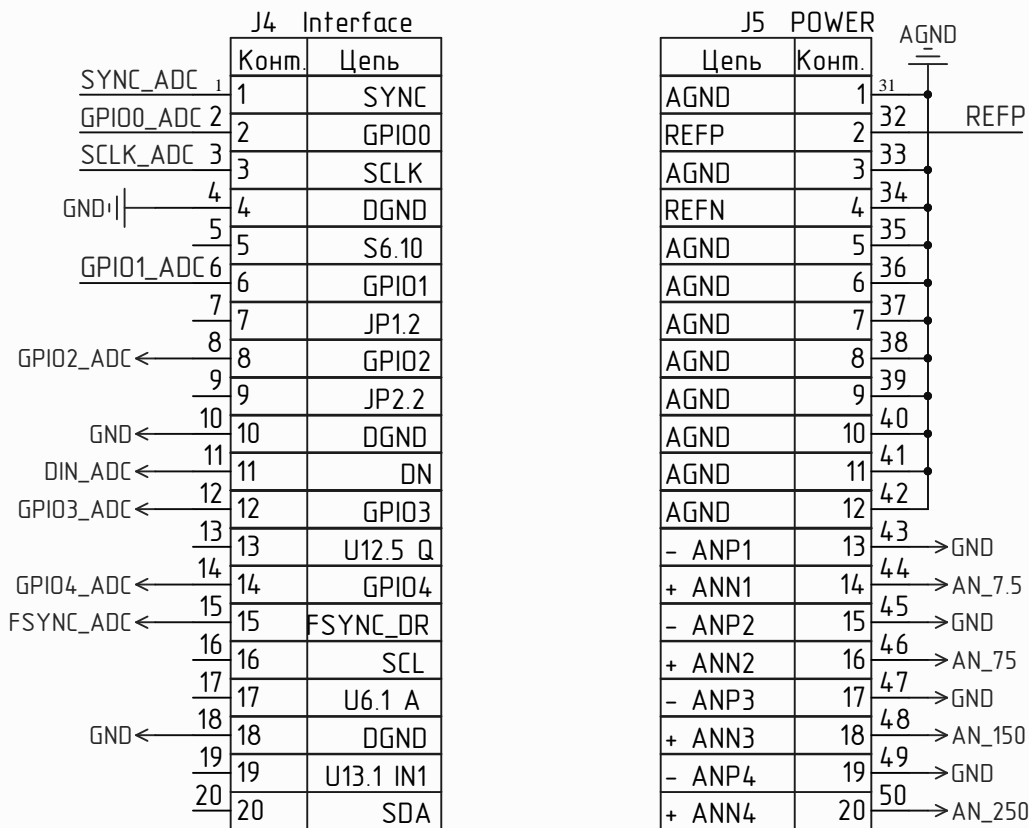 J4 Interface J5 POWER AGND
Конт. Цепь Цепь Конт.
SYNC_ADC 1 1 SYNC AGND 1 31
GPIO0_ADC 2 2 GPIO0 REFP 2 32 REFP
SCLK_ADC 3 3 SCLK AGND 3 33
GND 4 4 DGND REFN 4 34
5 5 S6.10 AGND 5 35
GPIO1_ADC 6 6 GPIO1 AGND 6 36
7 7 JP1.2 AGND 7 37
GPIO2_ADC 8 8 GPIO2 AGND 8 38
9 9 JP2.2 AGND 9 39
GND 10 10 DGND AGND 10 40
DIN_ADC 11 11 DN AGND 11 41
GPIO3_ADC 12 12 GPIO3 AGND 12 42
13 13 U12.5 Q - ANP1 13 43 GND
GPIO4_ADC 14 14 GPIO4 + ANN1 14 44 AN_7.5
FSYNC_ADC 15 15 FSYNC_DR - ANP2 15 45 GND
16 16 SCL + ANN2 16 46 AN_75
17 17 U6.1 A - ANP3 17 47 GND
GND 18 18 DGND + ANN3 18 48 AN_150
19 19 U13.1 IN1 - ANP4 19 49 GND
20 20 SDA + ANN4 20 50 AN_250